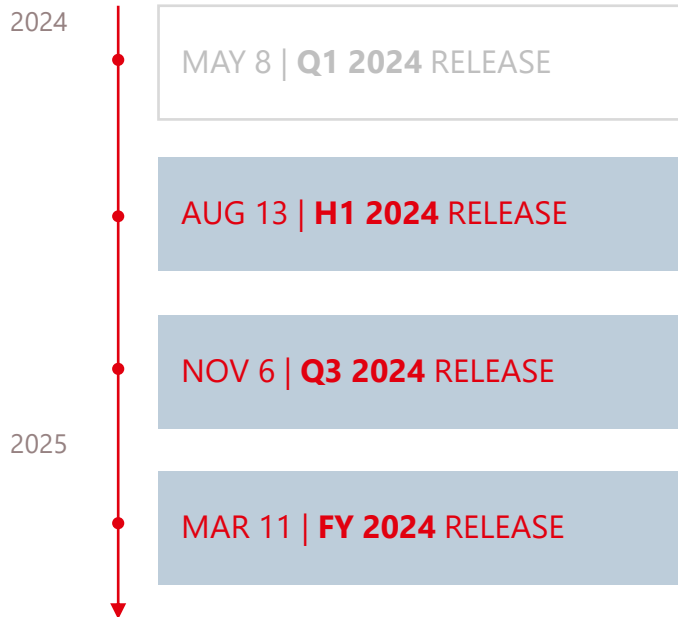 2024
MAY 8 | Q1 2024 RELEASE
AUG 13 | H1 2024 RELEASE
NOV 6 | Q3 2024 RELEASE
2025
MAR 11 | FY 2024 RELEASE